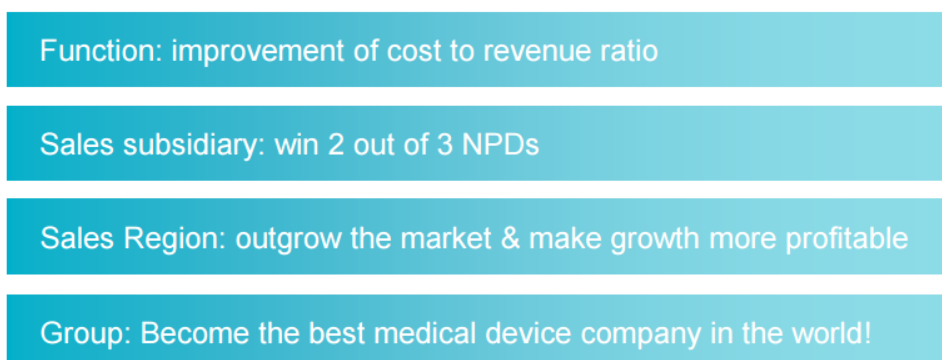 Function: improvement of cost to revenue ratio
Sales subsidiary: win 2 out of 3 NPDs
Sales Region: outgrow the market & make growth more profitable
Group: Become the best medical device company in the world!